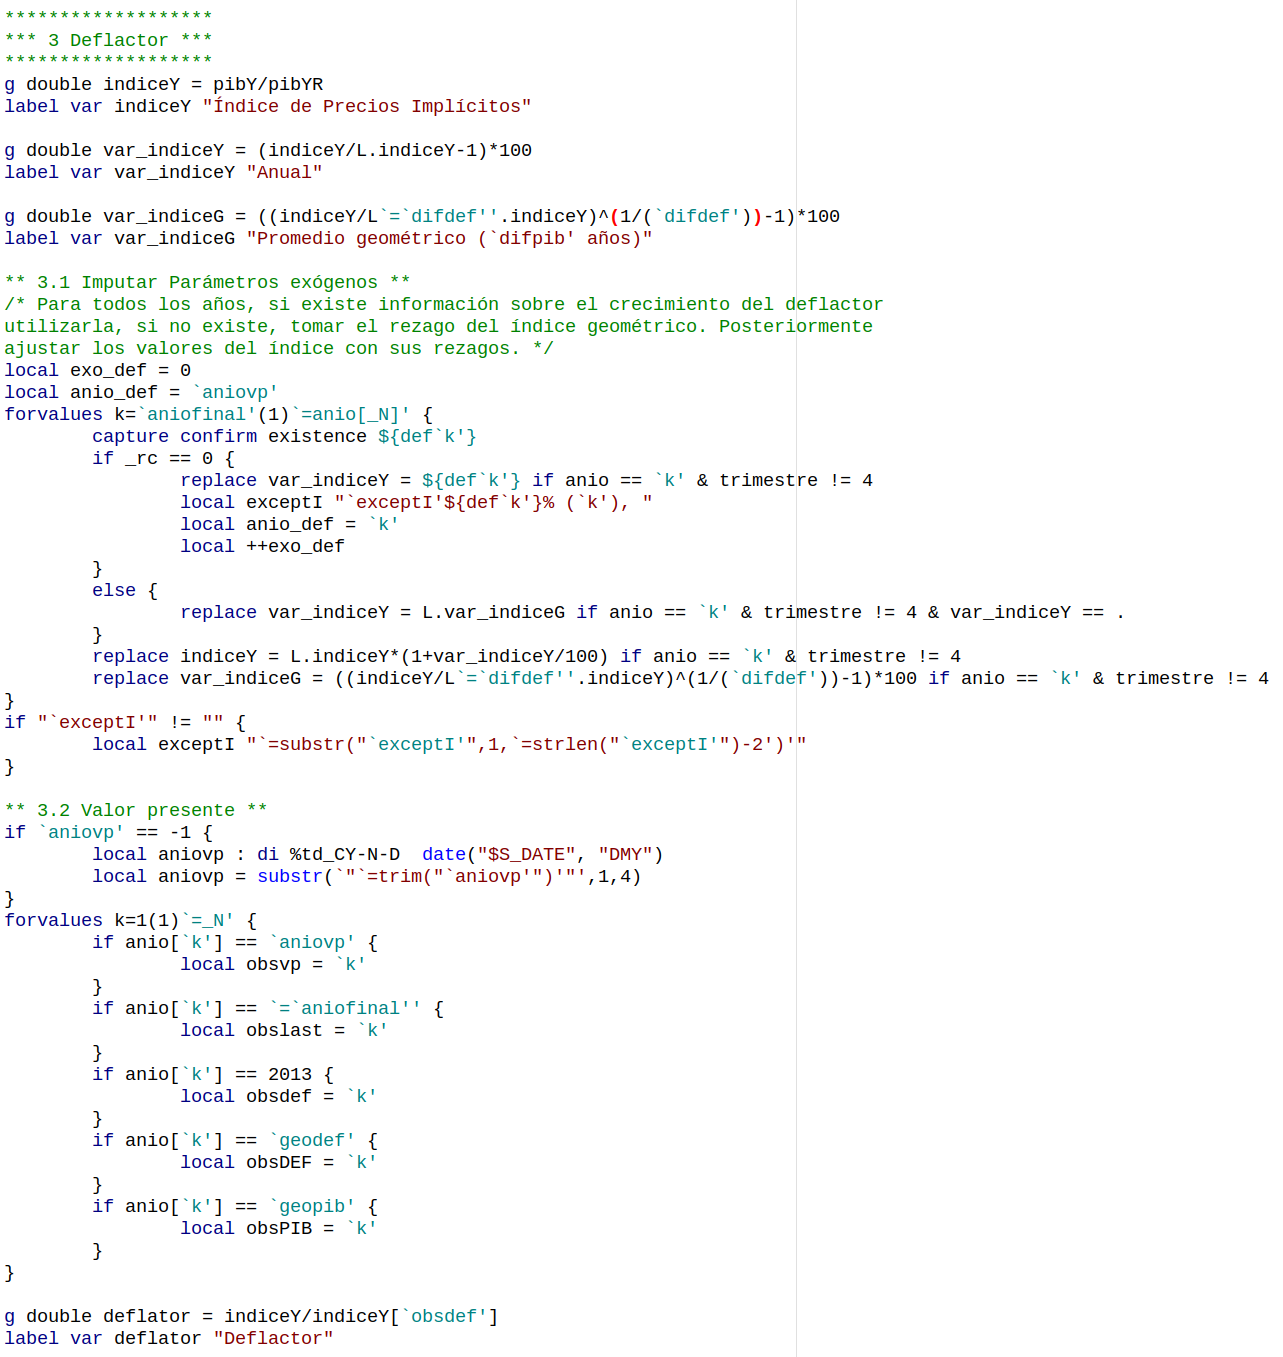 *******************
*** 3 Deflactor ***
*******************
g double indiceY = pibY/pibYR
label var indiceY "Índice de Precios Implícitos"

g double var_indiceY = (indiceY/L.indiceY-1)*100
label var var_indiceY "Anual"

g double var_indiceG = ((indiceY/L`=`difdef''.indiceY)^(1/(`difdef'))-1)*100
label var var_indiceG "Promedio geométrico (`difpib' años)"

** 3.1 Imputar Parámetros exógenos **
/* Para todos los años, si existe información sobre el crecimiento del deflactor
utilizarla, si no existe, tomar el rezago del índice geométrico. Posteriormente
ajustar los valores del índice con sus rezagos. */
local exo_def = 0
local anio_def = `aniovp'
forvalues k=`aniofinal'(1)`=anio[_N]' {
        capture confirm existence ${def`k'}
        if _rc == 0 {
                replace var_indiceY = ${def`k'} if anio == `k' & trimestre != 4
                local exceptI "`exceptI'${def`k'}% (`k'), "
                local anio_def = `k'
                local ++exo_def
        }
        else {
                replace var_indiceY = L.var_indiceG if anio == `k' & trimestre != 4 & var_indiceY == .
        }
        replace indiceY = L.indiceY*(1+var_indiceY/100) if anio == `k' & trimestre != 4
        replace var_indiceG = ((indiceY/L`=`difdef''.indiceY)^(1/(`difdef'))-1)*100 if anio == `k' & trimestre != 4
}
if "`exceptI'" != "" {
        local exceptI "`=substr("`exceptI'",1,`=strlen("`exceptI'")-2')'"
}

** 3.2 Valor presente **
if `aniovp' == -1 {
        local aniovp : di %td_CY-N-D  date("$S_DATE", "DMY")
        local aniovp = substr(`"`=trim("`aniovp'")'"',1,4)
}
forvalues k=1(1)`=_N' {
        if anio[`k'] == `aniovp' {
                local obsvp = `k'
        }
        if anio[`k'] == `=`aniofinal'' {
                local obslast = `k'
        }
        if anio[`k'] == 2013 {
                local obsdef = `k'
        }
        if anio[`k'] == `geodef' {
                local obsDEF = `k'
        }
        if anio[`k'] == `geopib' {
                local obsPIB = `k'
        }
}

g double deflator = indiceY/indiceY[`obsdef']
label var deflator "Deflactor"